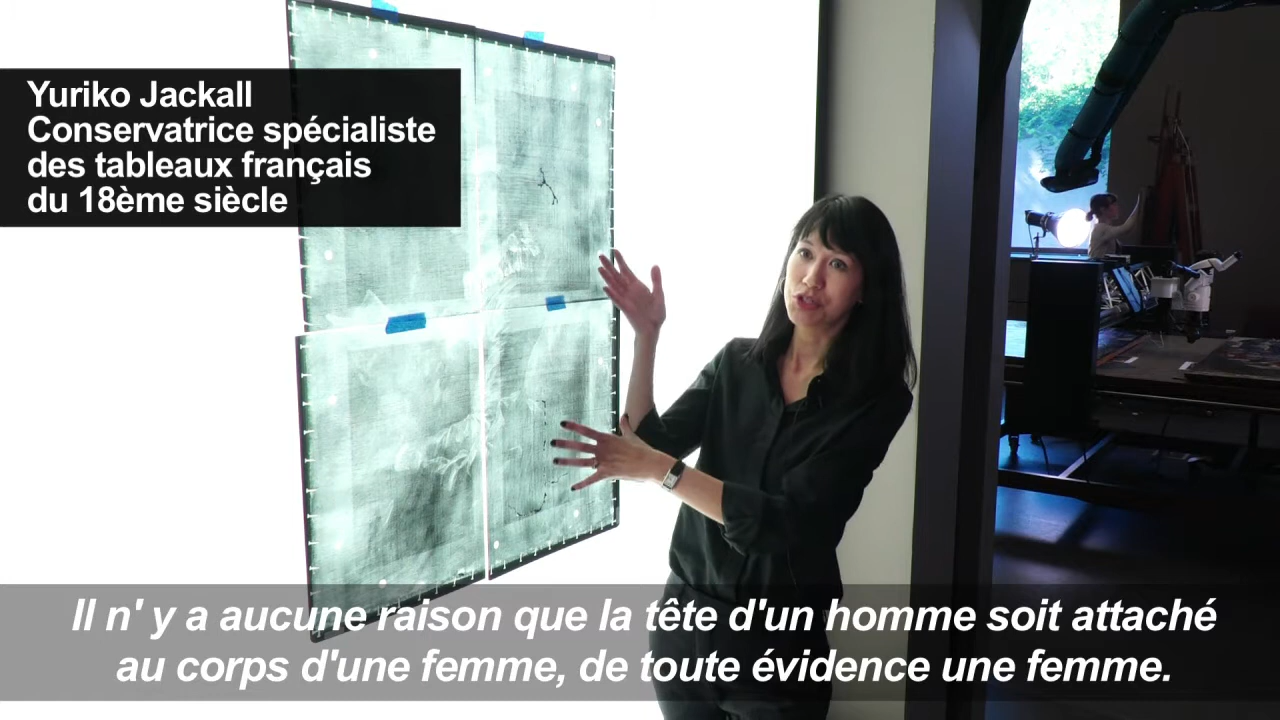 Yuriko Jackall
Conservatrice spécialiste
des tableaux français
du 18ème siècle
Il n' y a aucune raison que la tête d'un homme soit attaché
au corps d'une femme, de toute évidence une femme.